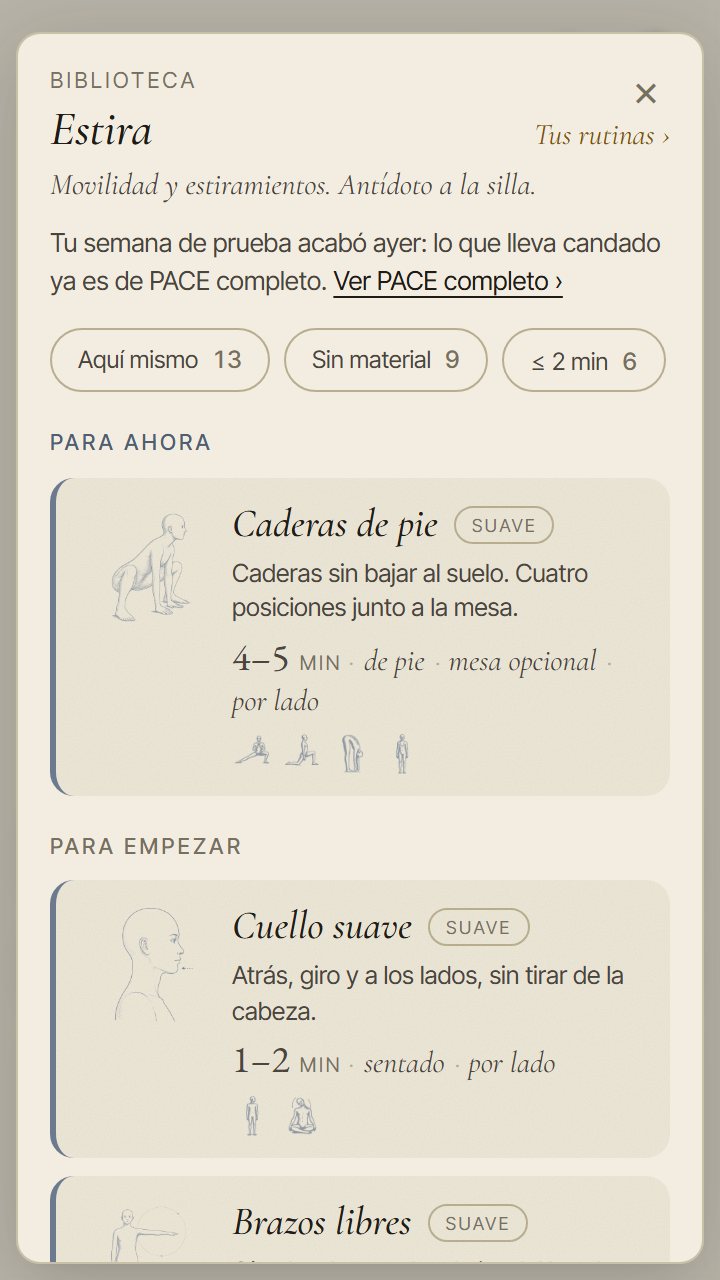 BIBLIOTECA
✕
Estira
Tus rutinas ›
Movilidad y estiramientos. Antídoto a la silla.
Tu semana de prueba acabó ayer: lo que lleva candado
ya es de PACE completo. Ver PACE completo ›
Aquí mismo 13
Sin material 9
≤ 2 min 6
PARA AHORA
Caderas de pie SUAVE
Caderas sin bajar al suelo. Cuatro
posiciones junto a la mesa.
4–5 MIN · de pie · mesa opcional ·
por lado
PARA EMPEZAR
Cuello suave SUAVE
Atrás, giro y a los lados, sin tirar de la
cabeza.
1–2 MIN · sentado · por lado
Brazos libres SUAVE